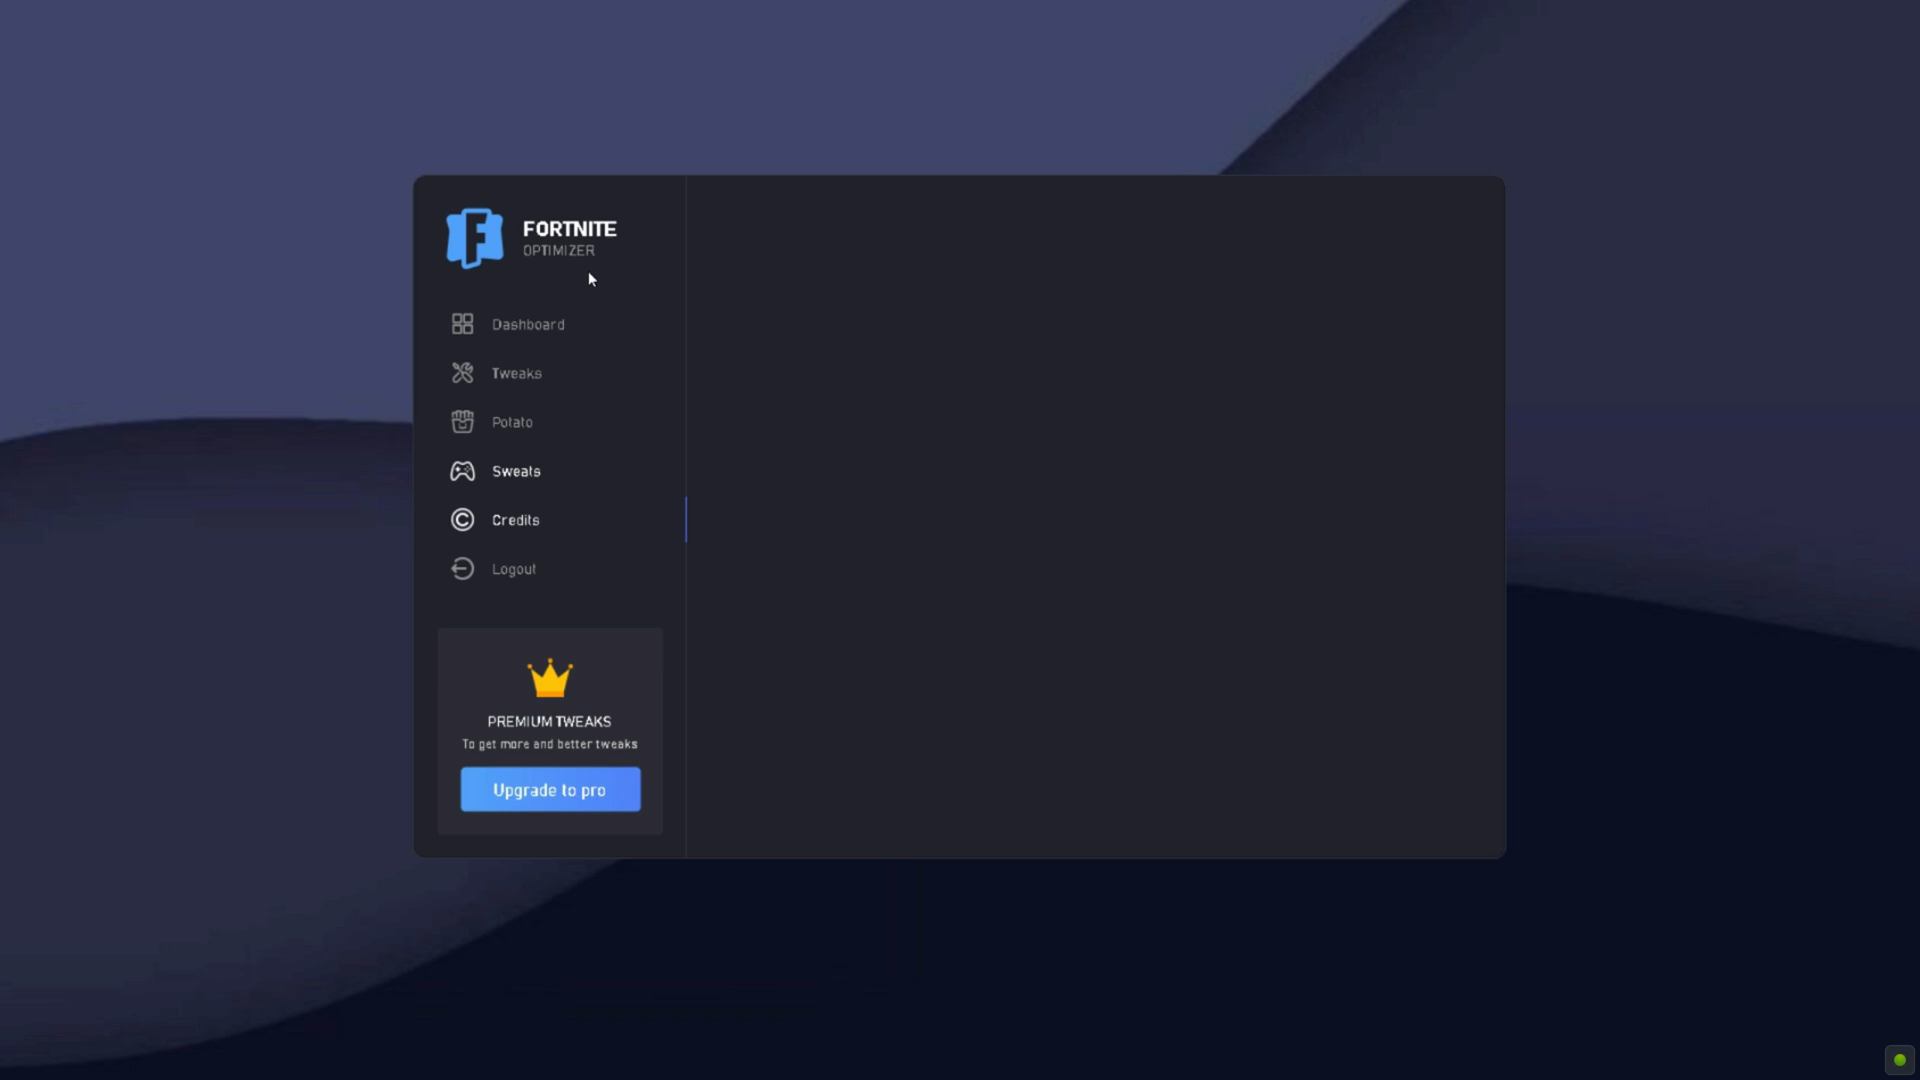 FORTNITE
OPTIMIZER
Dashboard
Tweaks
Potato
Sweats
Credits
Logout
PREMIUM TWEAKS
To get more and better tweaks
Upgrade to pro